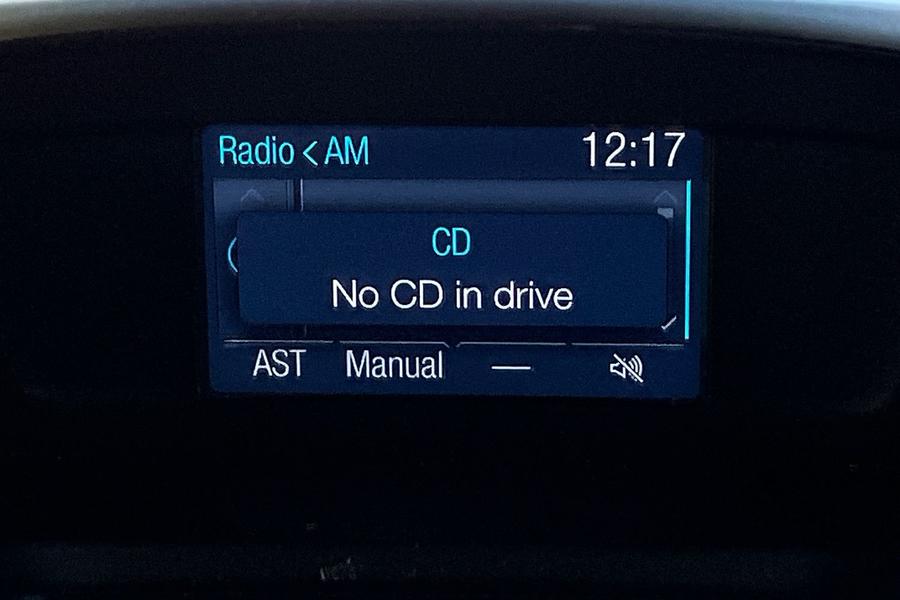 Radio < AM 12:17
CD
No CD in drive
AST Manual —